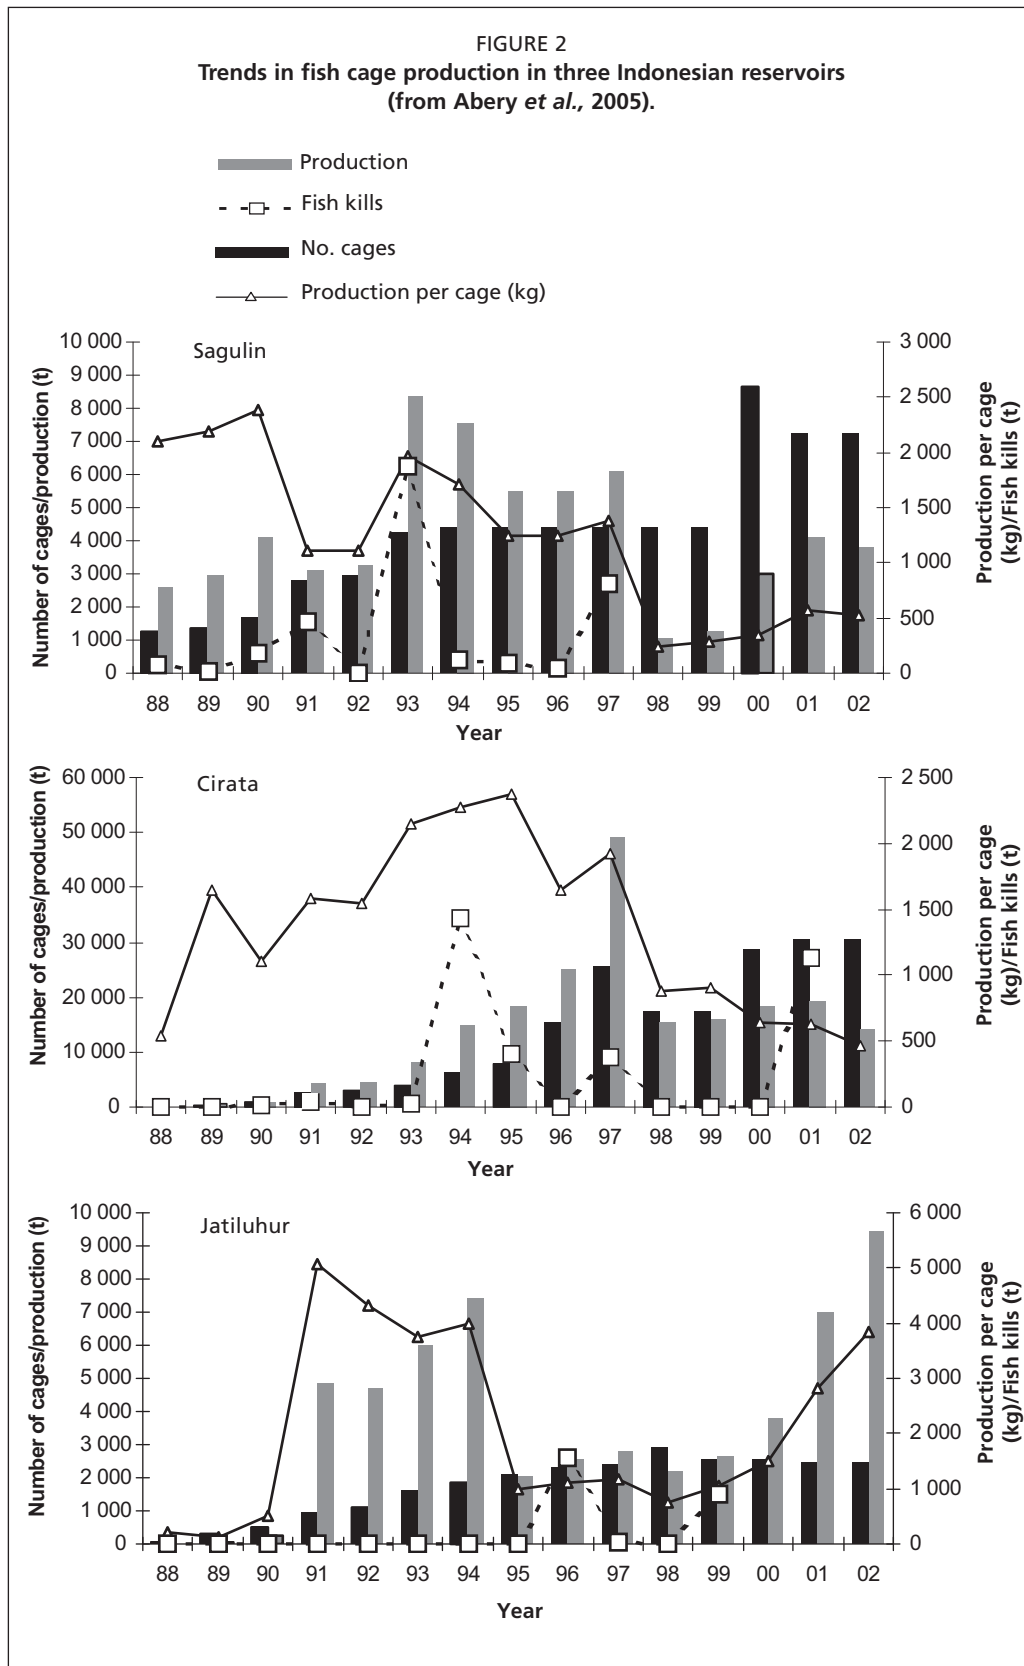 FIGURE 2
Trends in fish cage production in three Indonesian reservoirs
(from Abery et al., 2005).
Production
Fish kills
No. cages
Production per cage (kg)
Sagulin
Number of cages/production (t)
10 000
9 000
8 000
7 000
6 000
5 000
4 000
3 000
2 000
1 000
0
3 000
2 500
2 000
1 500
1 000
500
0
Production per cage
(kg)/Fish kills (t)
88 89 90 91 92 93 94 95 96 97 98 99 00 01 02
Year
Cirata
Number of cages/production (t)
60 000
50 000
40 000
30 000
20 000
10 000
0
2 500
2 000
1 500
1 000
500
0
Production per cage
(kg)/Fish kills (t)
88 89 90 91 92 93 94 95 96 97 98 99 00 01 02
Year
Jatiluhur
Number of cages/production (t)
10 000
9 000
8 000
7 000
6 000
5 000
4 000
3 000
2 000
1 000
0
6 000
5 000
4 000
3 000
2 000
1 000
0
Production per cage
(kg)/Fish kills (t)
88 89 90 91 92 93 94 95 96 97 98 99 00 01 02
Year